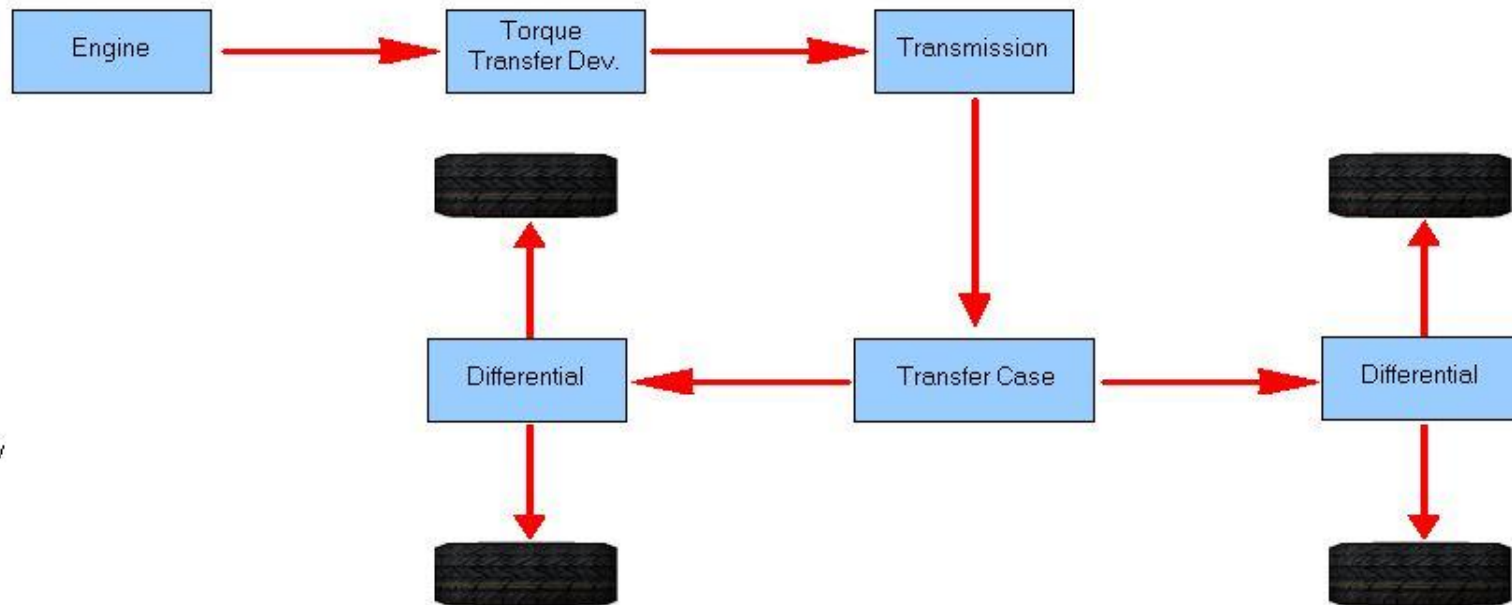 Engine
Torque
Transfer Dev.
Transmission
Differential
Transfer Case
Differential